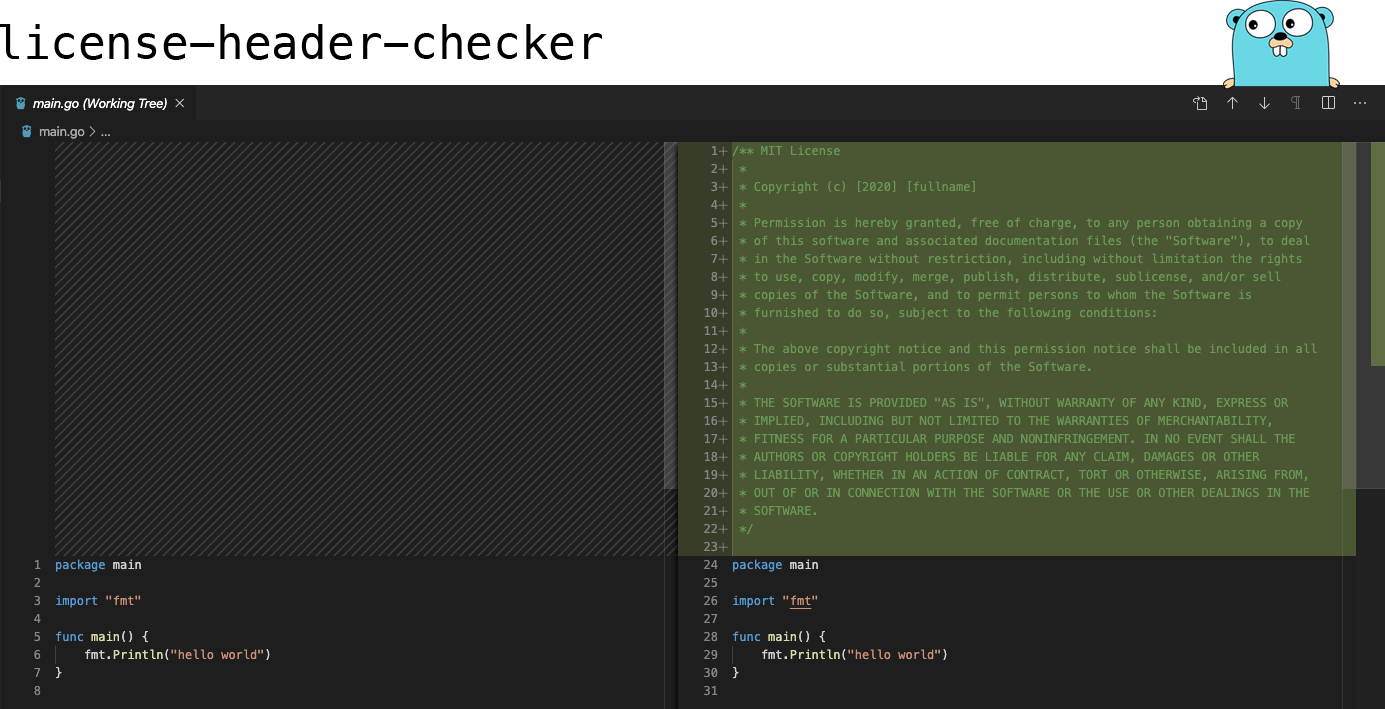 license-header-checker
main.go (Working Tree)
main.go > ...
1 package main
2
3 import "fmt"
4
5 func main() {
6     fmt.Println("hello world")
7 }
8
1+ /** MIT License
2+  *
3+  * Copyright (c) [2020] [fullname]
4+  *
5+  * Permission is hereby granted, free of charge, to any person obtaining a copy
6+  * of this software and associated documentation files (the "Software"), to deal
7+  * in the Software without restriction, including without limitation the rights
8+  * to use, copy, modify, merge, publish, distribute, sublicense, and/or sell
9+  * copies of the Software, and to permit persons to whom the Software is
10+  * furnished to do so, subject to the following conditions:
11+  *
12+  * The above copyright notice and this permission notice shall be included in all
13+  * copies or substantial portions of the Software.
14+  *
15+  * THE SOFTWARE IS PROVIDED "AS IS", WITHOUT WARRANTY OF ANY KIND, EXPRESS OR
16+  * IMPLIED, INCLUDING BUT NOT LIMITED TO THE WARRANTIES OF MERCHANTABILITY,
17+  * FITNESS FOR A PARTICULAR PURPOSE AND NONINFRINGEMENT. IN NO EVENT SHALL THE
18+  * AUTHORS OR COPYRIGHT HOLDERS BE LIABLE FOR ANY CLAIM, DAMAGES OR OTHER
19+  * LIABILITY, WHETHER IN AN ACTION OF CONTRACT, TORT OR OTHERWISE, ARISING FROM,
20+  * OUT OF OR IN CONNECTION WITH THE SOFTWARE OR THE USE OR OTHER DEALINGS IN THE
21+  * SOFTWARE.
22+  */
23+
24 package main
25
26 import "fmt"
27
28 func main() {
29     fmt.Println("hello world")
30 }
31